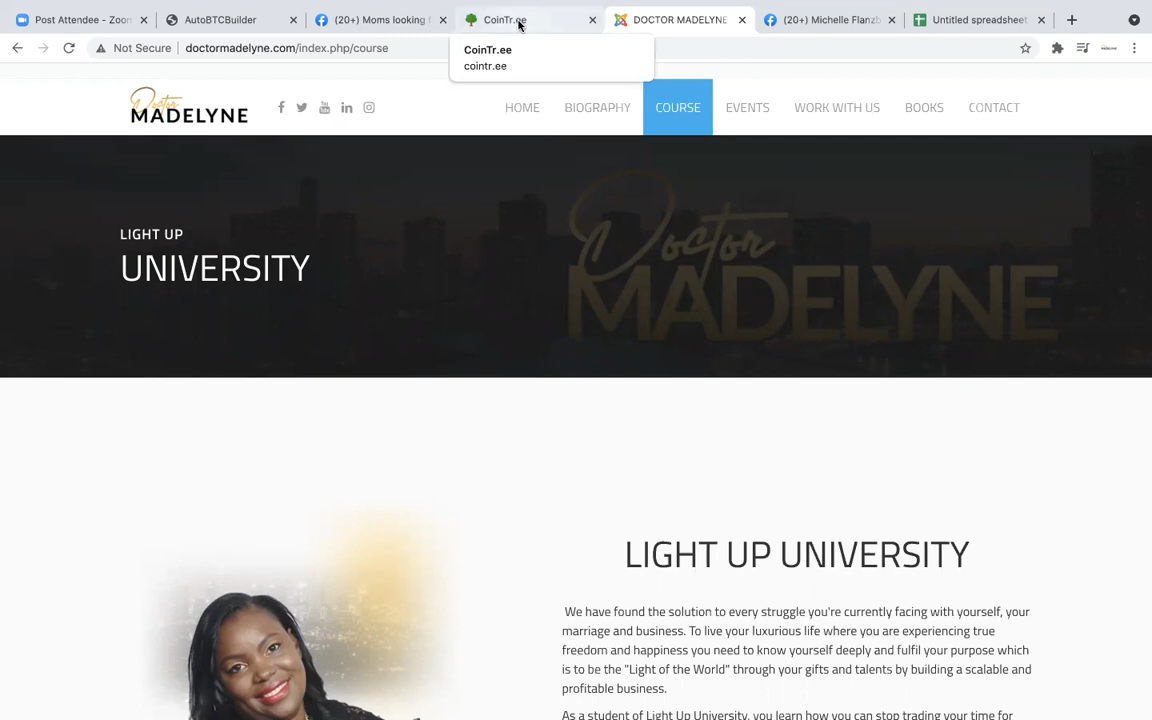 Post Attendee - Zoom
AutoBTCBuilder
(20+) Moms looking f
CoinTr.ee
DOCTOR MADELYNE
(20+) Michelle Flanzb
Untitled spreadsheet
Not Secure
doctormadelyne.com/index.php/course
CoinTr.ee
cointr.ee
Doctor
MADELYNE
HOME
BIOGRAPHY
COURSE
EVENTS
WORK WITH US
BOOKS
CONTACT
LIGHT UP
UNIVERSITY
Doctor
MADELYNE
LIGHT UP UNIVERSITY
We have found the solution to every struggle you're currently facing with yourself, your
marriage and business. To live your luxurious life where you are experiencing true
freedom and happiness you need to know yourself deeply and fulfil your purpose which
is to be the "Light of the World" through your gifts and talents by building a scalable and
profitable business.
As a student of Light Up University, you learn how you can stop trading your time for